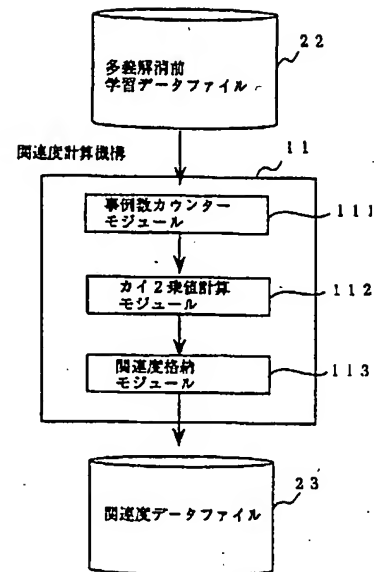 22
多義解消前
学習データファイル
関連度計算機構
11
事例数カウンター
モジュール
111
カイ2乗値計算
モジュール
112
関連度格納
モジュール
113
23
関連度データファイル